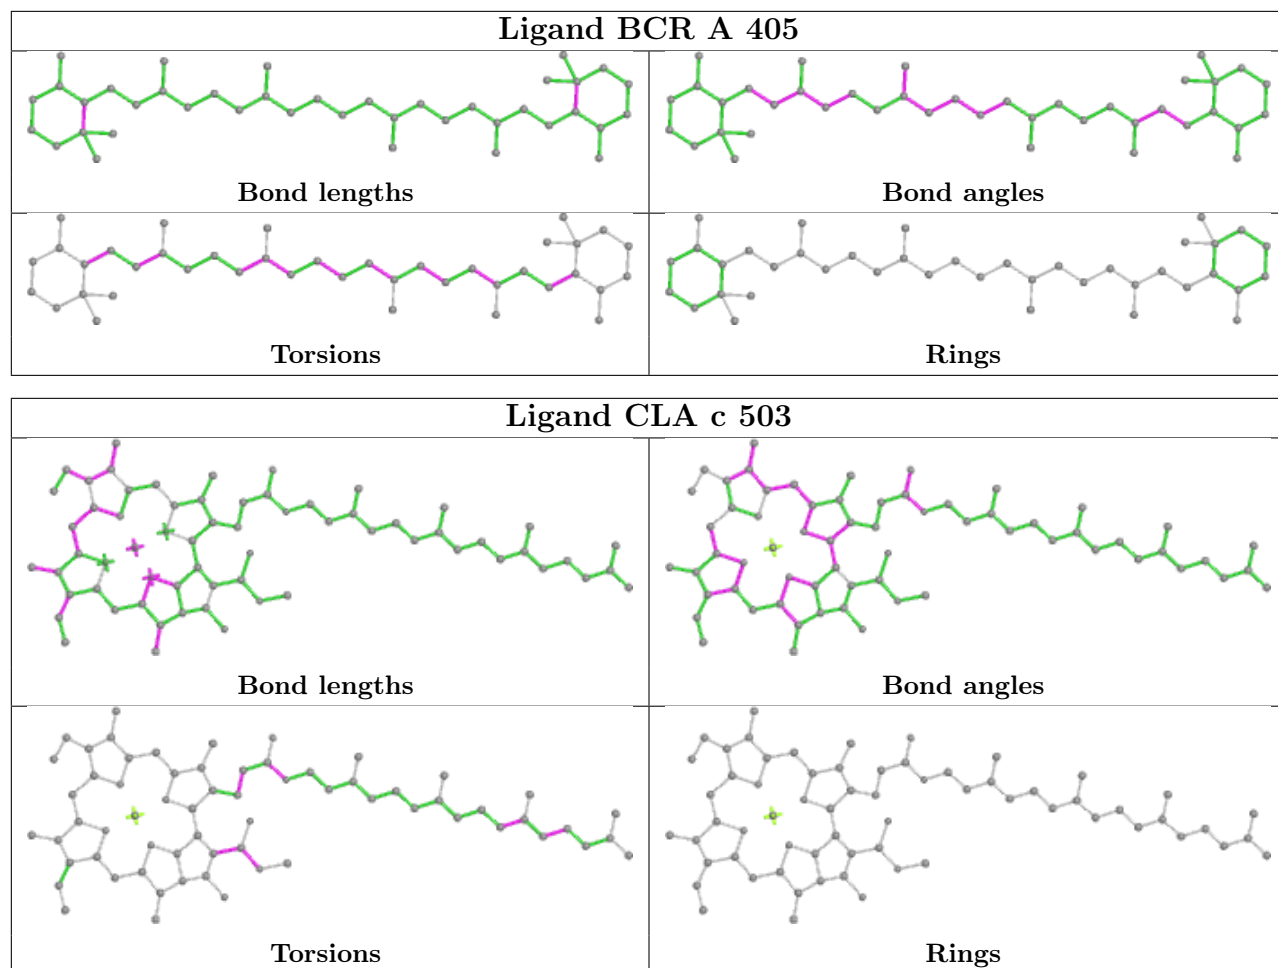 Ligand BCR A 405
Bond lengths
Bond angles
Torsions
Rings
Ligand CLA c 503
Bond lengths
Bond angles
Torsions
Rings